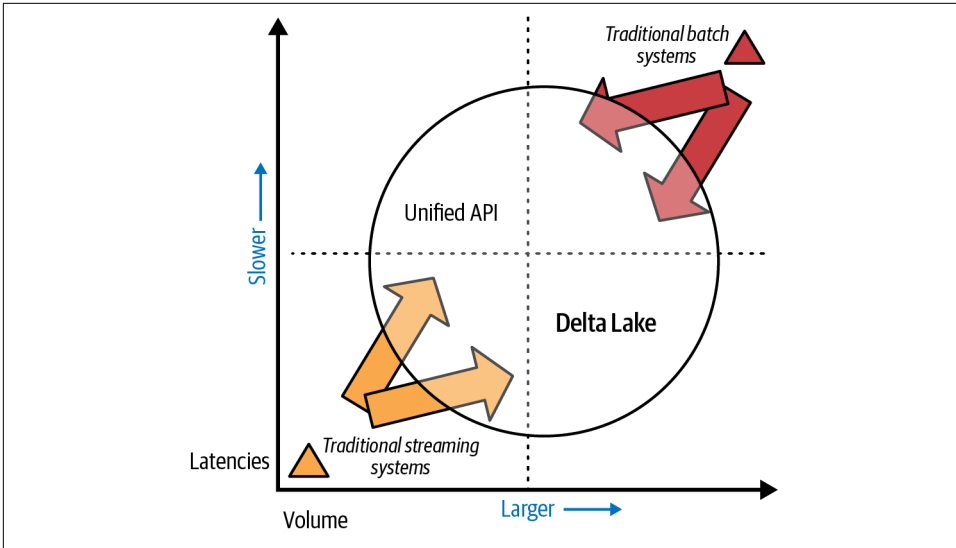 Traditional batch
systems
Unified API
Slower
Delta Lake
Traditional streaming
systems
Latencies
Larger
Volume